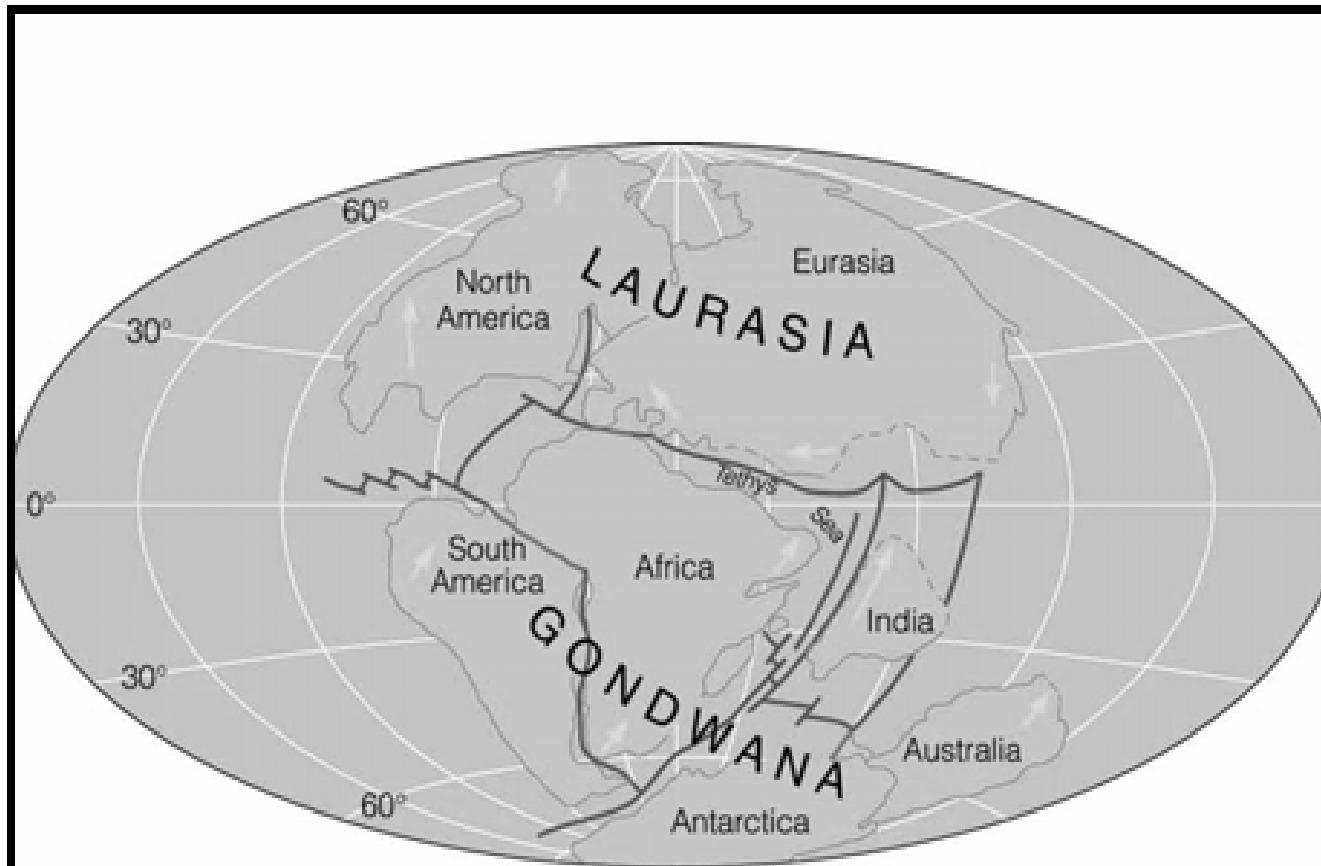 60°
North
America
LAURASIA
Eurasia
30°
Tethys
Sea
0°
South
America
Africa
GONDWANA
India
30°
Australia
60°
Antarctica